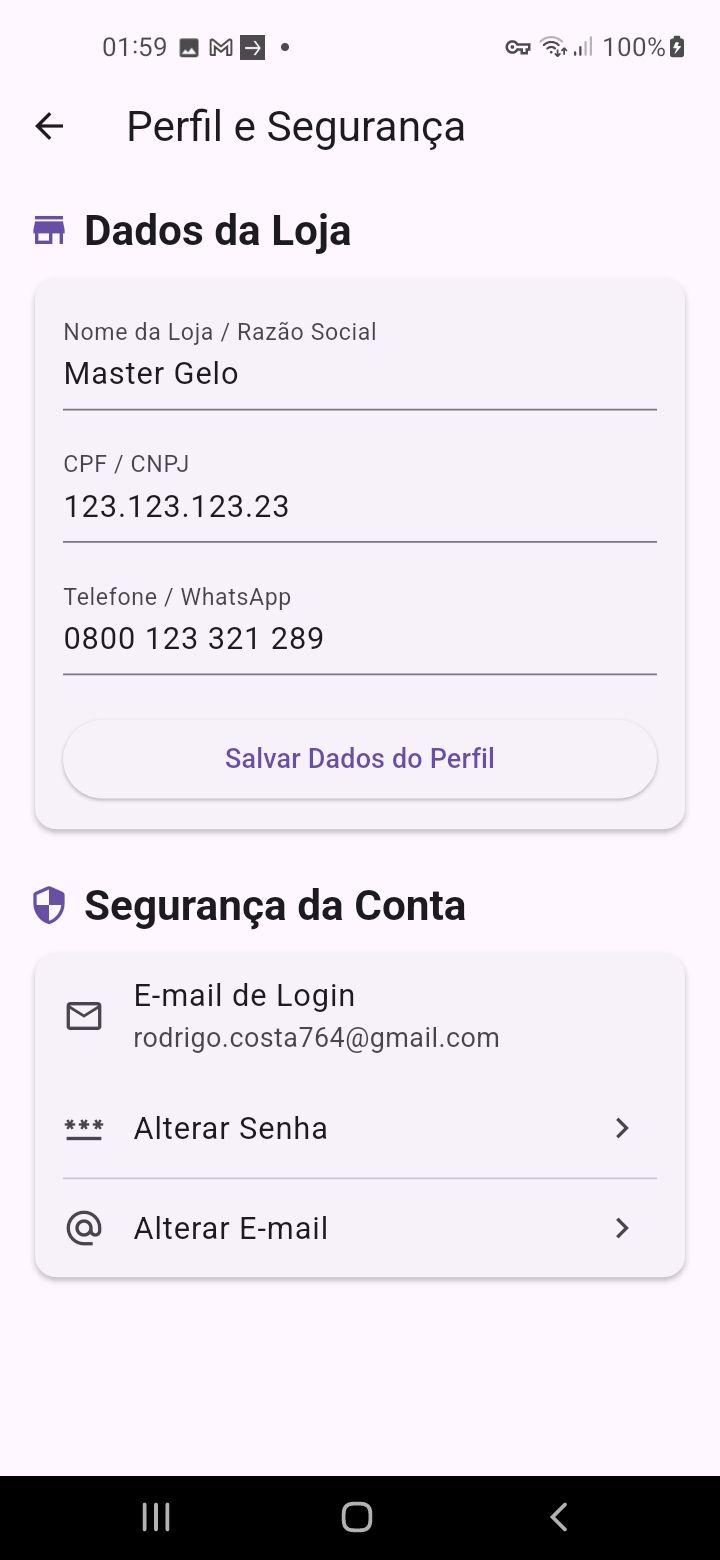 01:59 100%
Perfil e Segurança
Dados da Loja
Nome da Loja / Razão Social
Master Gelo
CPF / CNPJ
123.123.123.23
Telefone / WhatsApp
0800 123 321 289
Salvar Dados do Perfil
Segurança da Conta
E-mail de Login
rodrigo.costa764@gmail.com
Alterar Senha
Alterar E-mail